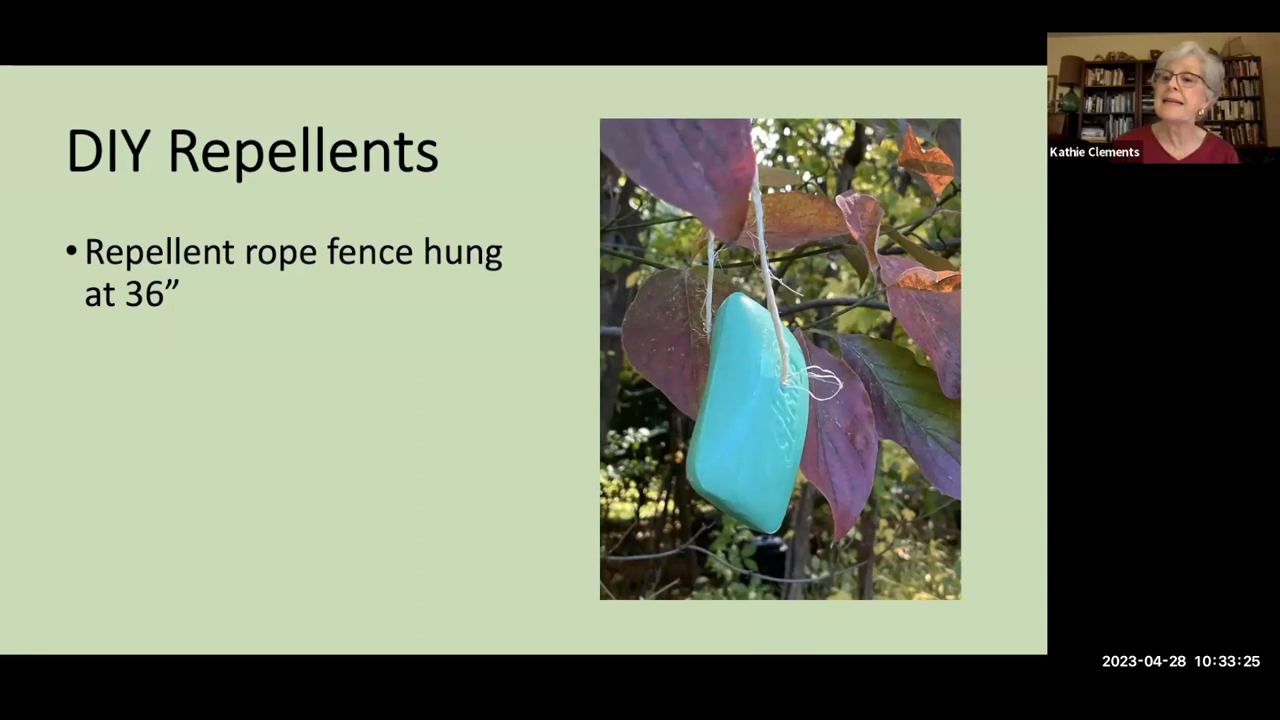 DIY Repellents
• Repellent rope fence hung
at 36”
Kathie Clements
2023-04-28 10:33:25